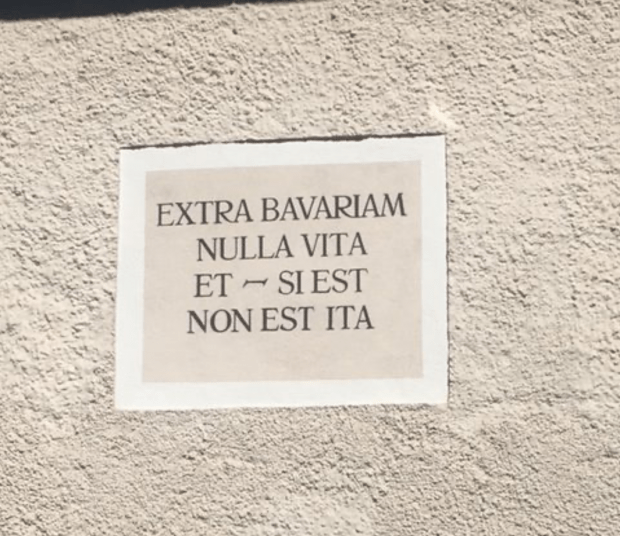 EXTRA BAVARIAM
NULLA VITA
ET ~ SI EST
NON EST ITA